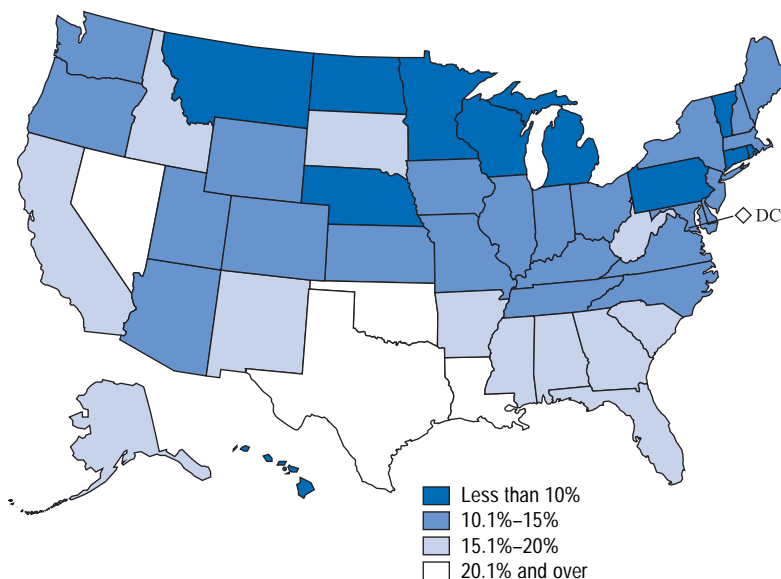 DC
Less than 10%
10.1%–15%
15.1%–20%
20.1% and over